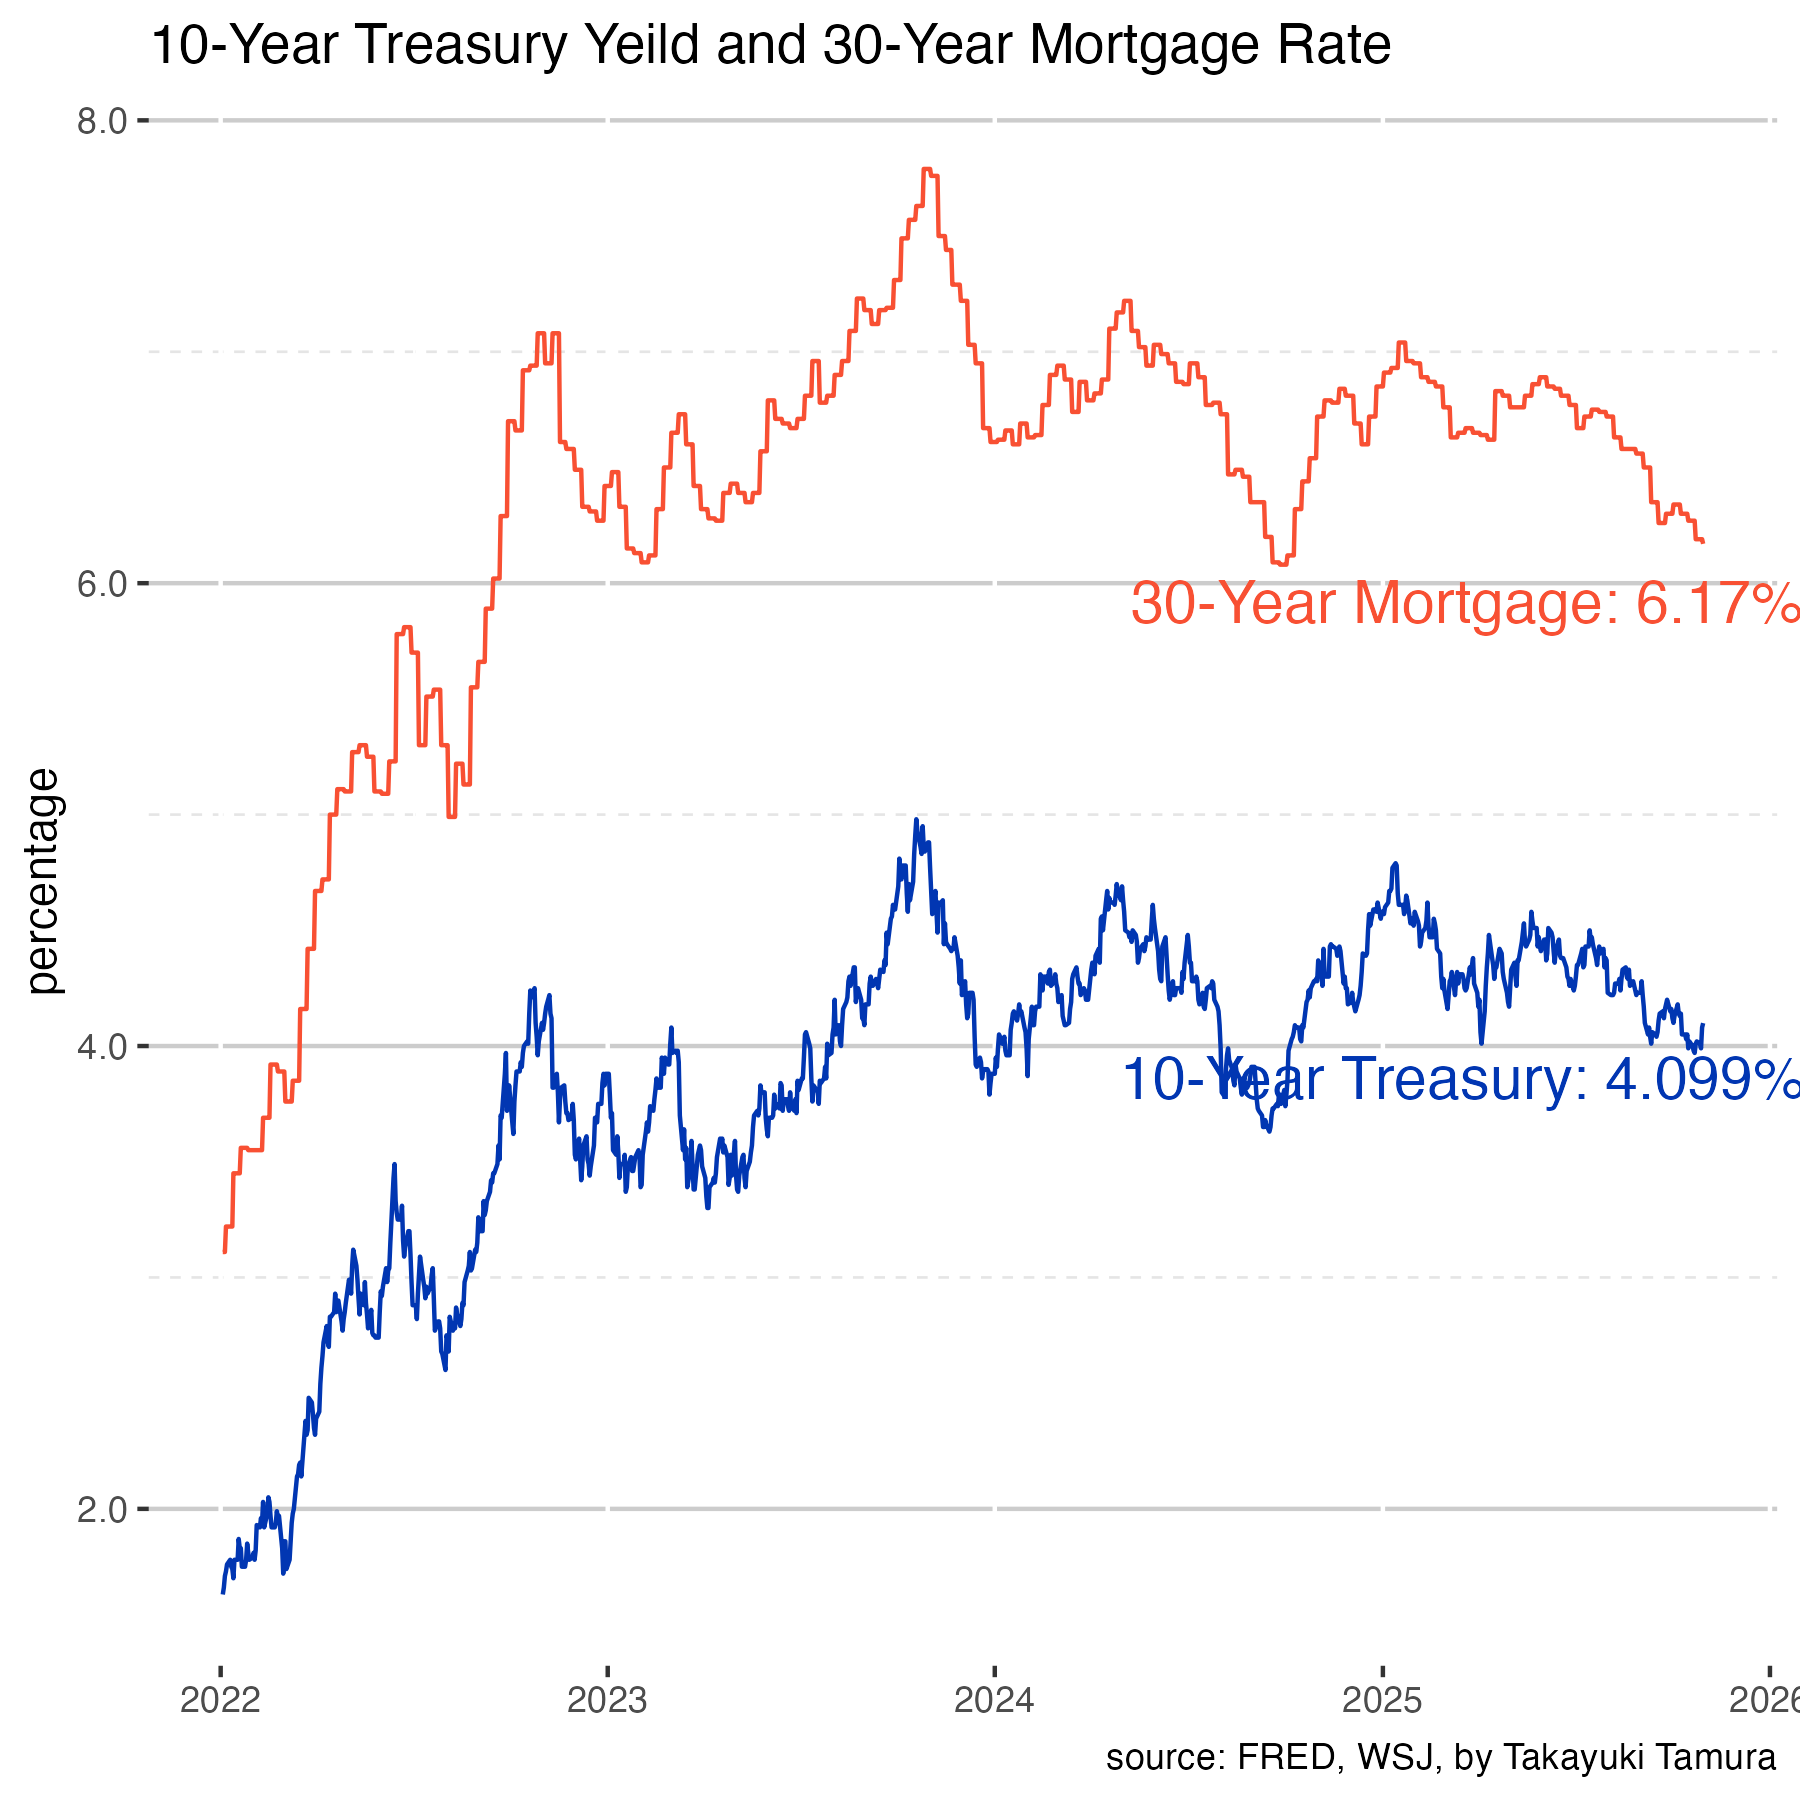 10-Year Treasury Yeild and 30-Year Mortgage Rate
8.0
6.0
30-Year Mortgage: 6.17%
percentage
4.0
10-Year Treasury: 4.099%
2.0
2022 2023 2024 2025 2026
source: FRED, WSJ, by Takayuki Tamura